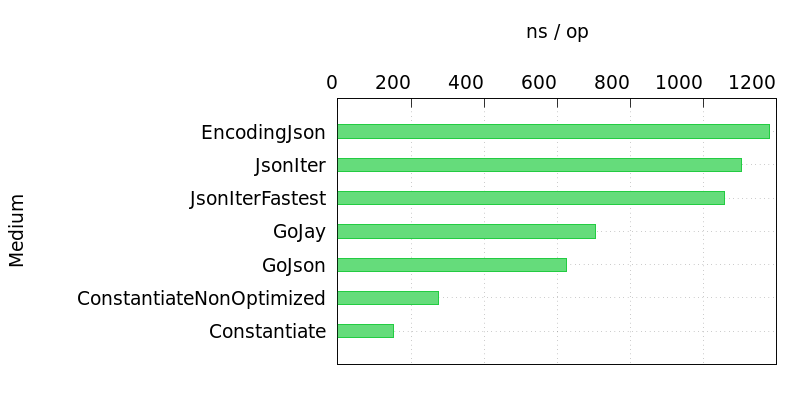 ns / op
0 200 400 600 800 1000 1200
EncodingJson
JsonIter
JsonIterFastest
GoJay
GoJson
ConstantiateNonOptimized
Constantiate
Medium